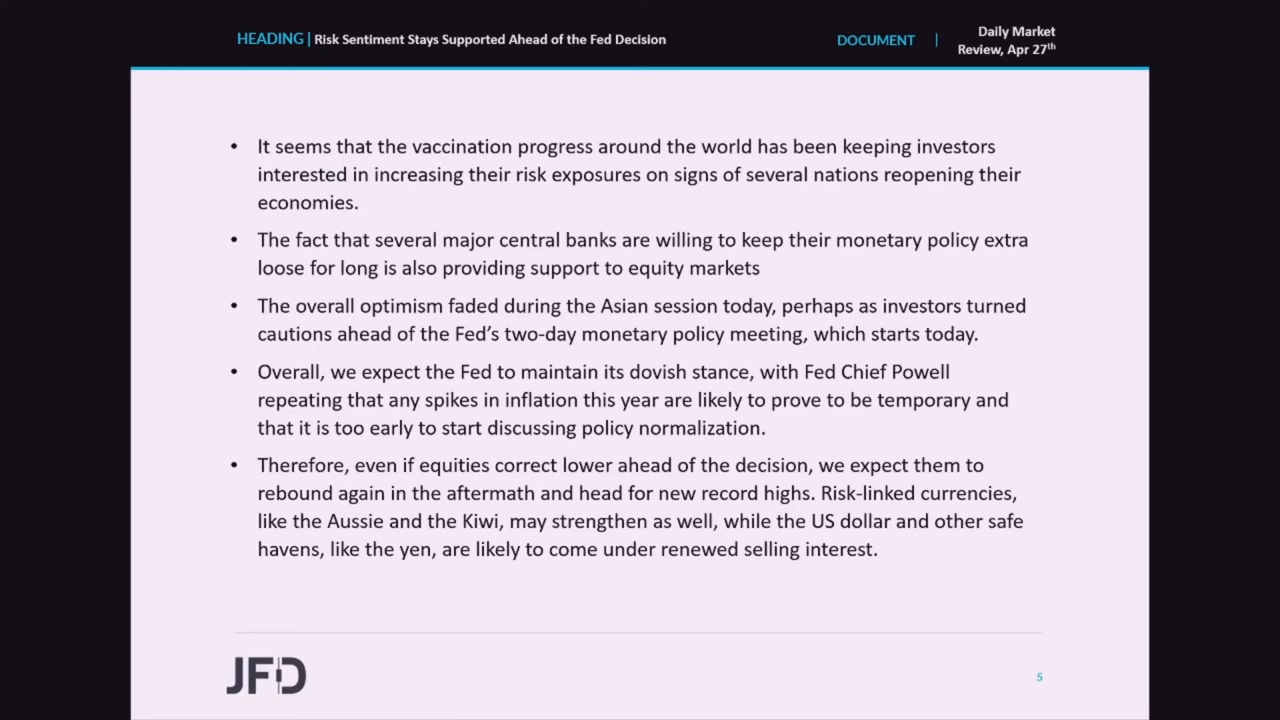 HEADING | Risk Sentiment Stays Supported Ahead of the Fed Decision
DOCUMENT |
Daily Market
Review, Apr 27th
• It seems that the vaccination progress around the world has been keeping investors
interested in increasing their risk exposures on signs of several nations reopening their
economies.
• The fact that several major central banks are willing to keep their monetary policy extra
loose for long is also providing support to equity markets
• The overall optimism faded during the Asian session today, perhaps as investors turned
cautions ahead of the Fed’s two-day monetary policy meeting, which starts today.
• Overall, we expect the Fed to maintain its dovish stance, with Fed Chief Powell
repeating that any spikes in inflation this year are likely to prove to be temporary and
that it is too early to start discussing policy normalization.
• Therefore, even if equities correct lower ahead of the decision, we expect them to
rebound again in the aftermath and head for new record highs. Risk-linked currencies,
like the Aussie and the Kiwi, may strengthen as well, while the US dollar and other safe
havens, like the yen, are likely to come under renewed selling interest.
JFD
5